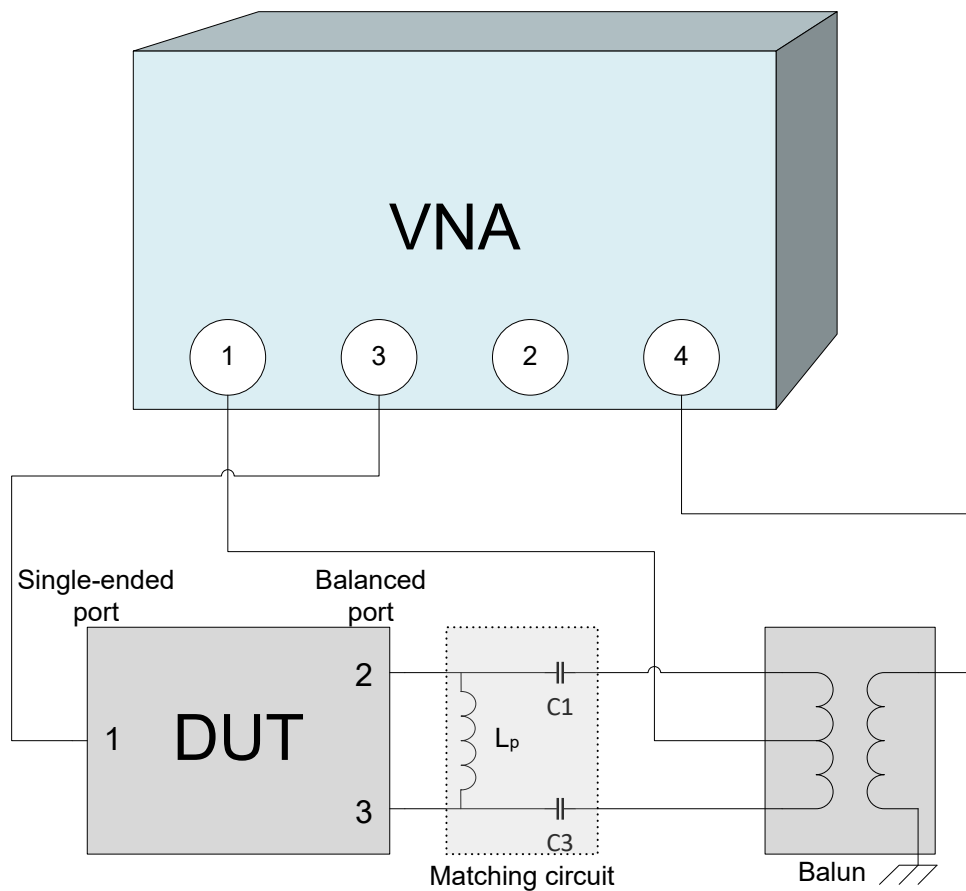 VNA
1
3
2
4
Single-ended
port
Balanced
port
1
DUT
2
3
Lp
C1
C3
Matching circuit
Balun